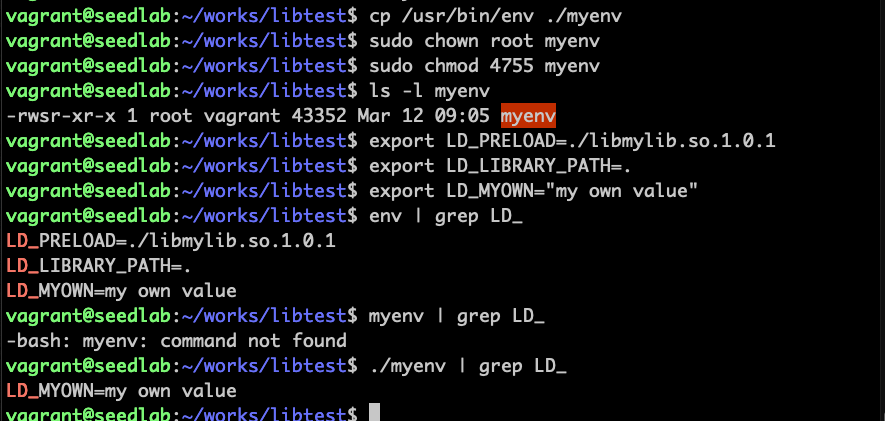 vagrant@seedlab:~/works/libtest$ cp /usr/bin/env ./myenv
vagrant@seedlab:~/works/libtest$ sudo chown root myenv
vagrant@seedlab:~/works/libtest$ sudo chmod 4755 myenv
vagrant@seedlab:~/works/libtest$ ls -l myenv
-rwsr-xr-x 1 root vagrant 43352 Mar 12 09:05 myenv
vagrant@seedlab:~/works/libtest$ export LD_PRELOAD=./libmylib.so.1.0.1
vagrant@seedlab:~/works/libtest$ export LD_LIBRARY_PATH=.
vagrant@seedlab:~/works/libtest$ export LD_MYOWN="my own value"
vagrant@seedlab:~/works/libtest$ env | grep LD_
LD_PRELOAD=./libmylib.so.1.0.1
LD_LIBRARY_PATH=.
LD_MYOWN=my own value
vagrant@seedlab:~/works/libtest$ myenv | grep LD_
-bash: myenv: command not found
vagrant@seedlab:~/works/libtest$ ./myenv | grep LD_
LD_MYOWN=my own value
vagrant@seedlab:~/works/libtest$